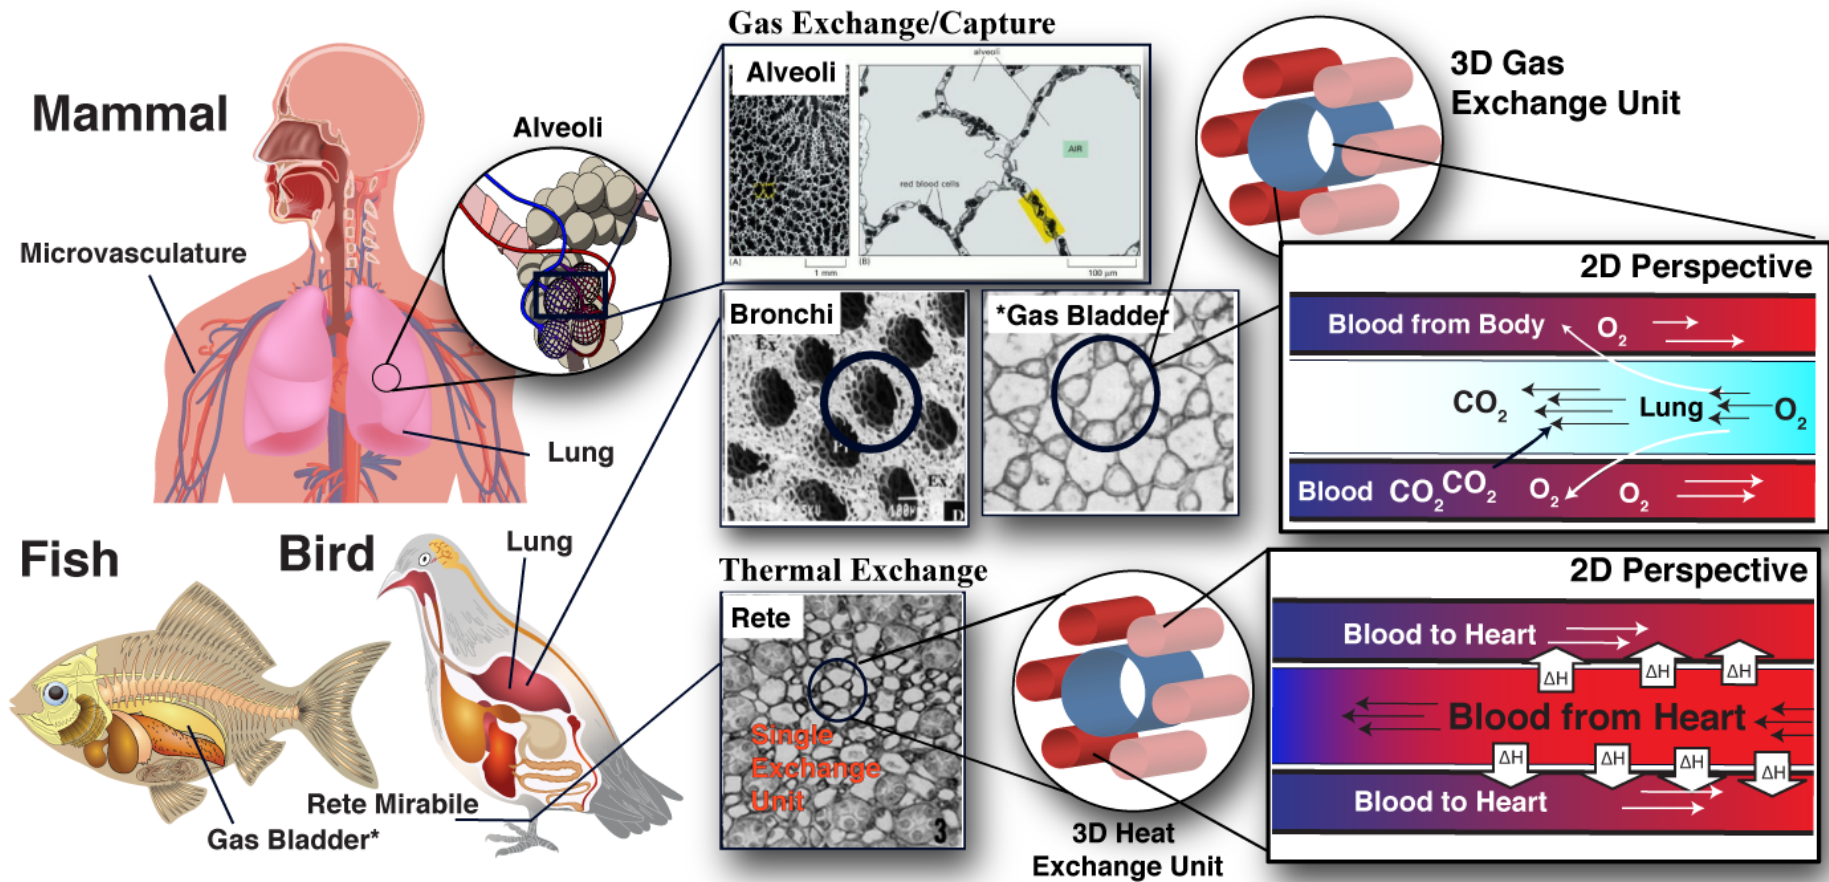 Gas Exchange/Capture
Mammal
Alveoli
Microvasculature
Lung
Alveoli
alveoli
AIR
red blood cells
(A)
1 mm
(B)
100 µm
3D Gas
Exchange Unit
Bronchi
Ex
Ex
D
*Gas Bladder
2D Perspective
Blood from Body
O2
CO2
Lung
O2
Blood
CO2
CO2
O2
O2
Fish
Bird
Lung
Rete Mirabile
Gas Bladder*
Thermal Exchange
Rete
Single
Exchange
Unit
3
3D Heat
Exchange Unit
2D Perspective
Blood to Heart
ΔH
ΔH
ΔH
Blood from Heart
ΔH
ΔH
ΔH
ΔH
Blood to Heart